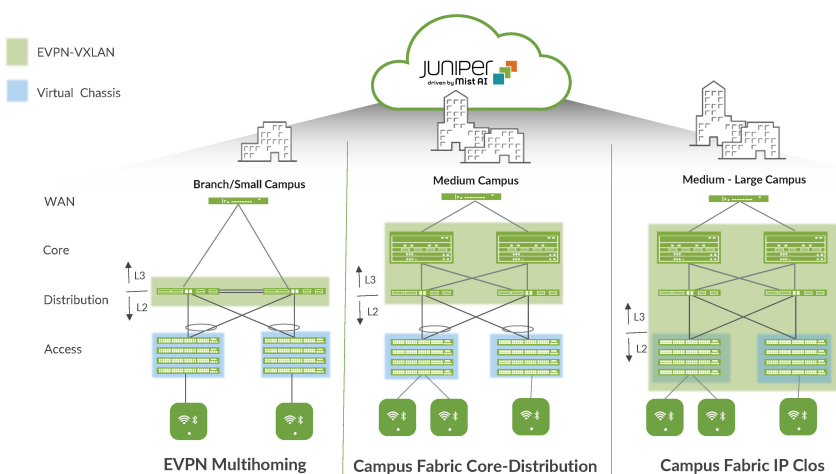 EVPN-VXLAN
Virtual Chassis
JUNIPER
driven by Mist AI
Branch/Small Campus
Medium Campus
Medium - Large Campus
WAN
Core
Distribution
Access
L3
L2
L3
L2
L3
L2
EVPN Multihoming
Campus Fabric Core-Distribution
Campus Fabric IP Clos